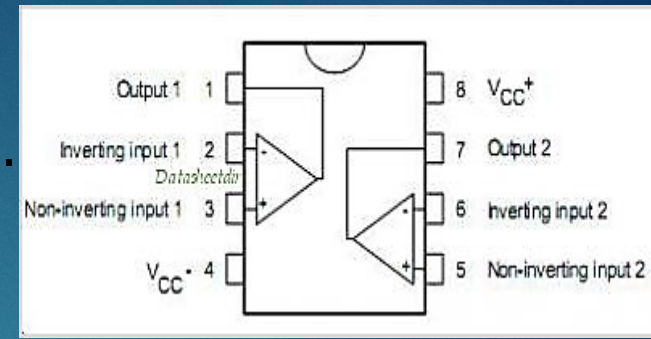 Output 1 1
8 VCC+
Inverting input 1 2
7 Output 2
Datasheetdir
Non-inverting input 1 3
6 Inverting input 2
VCC- 4
5 Non-inverting input 2